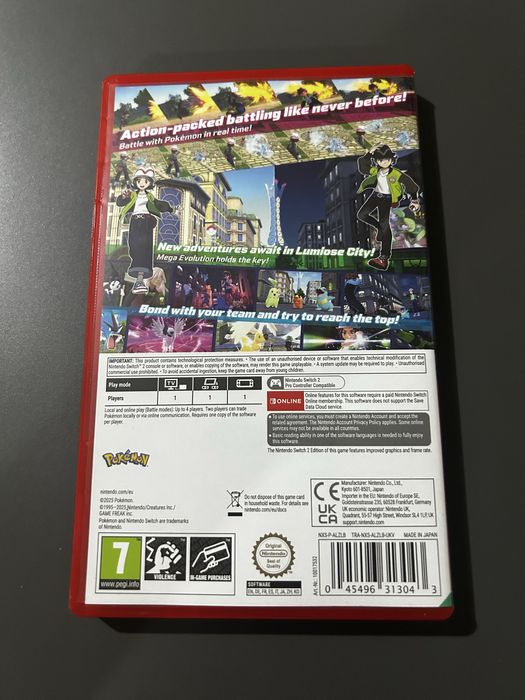 Action-packed battling like never before!
Battle with Pokémon in real time!
New adventures await in Lumiose City!
Mega Evolution holds the key!
Bond with your team and try to reach the top!
IMPORTANT: This product contains technological protection measures. • The use of an unauthorised device or software that enables technical modification of the
Nintendo Switch™ 2 console or software, or enables copying of the software, may render this game unplayable. • A system update may be required to play. • Unauthorised
commercial use prohibited. • To avoid accidental ingestion, keep the game card away from young children.
Play mode
TV
Players 1 1 1
Nintendo Switch 2
Pro Controller Compatible
Local and online play (Battle modes): Up to 4 players. Two players can trade
Pokémon locally or via online communication. Requires one copy of the software
per player.
ONLINE
Online features for this software require a paid Nintendo Switch
Online membership. This software does not support the Save
Data Cloud service.
• To use online services, you must create a Nintendo Account and accept the
related agreement. The Nintendo Account Privacy Policy applies. Some online
services may not be available in all countries.
• Basic reading ability in one of the software languages is needed to fully enjoy
this software.
The Nintendo Switch 2 Edition of this game features improved graphics and frame rate.
Pokémon
nintendo.com/eu
©2025 Pokémon.
©1995–2025 Nintendo/Creatures Inc./
GAME FREAK inc.
Pokémon and Nintendo Switch are trademarks
of Nintendo.
Do not dispose of this game card
in household waste. For details see
nintendo.com/eu/docs
CE
UK
CA
Manufacturer: Nintendo Co., Ltd.,
Kyoto 601-8501, Japan
Importer in the EU: Nintendo of Europe SE,
Goldsteinstrasse 235, 60528 Frankfurt, Germany
UK economic operator: Nintendo UK,
Quadrant, 55-57 High Street, Windsor SL4 1LP, UK
support.nintendo.com
7
www.pegi.info
VIOLENCE
IN-GAME PURCHASES
Original
Nintendo
Seal of
Quality
SOFTWARE
EN, DE, FR, ES, IT, JA, ZH, KO
Art.-Nr. 10017532
NXS-P-ALZLB TRA-NXS-ALZLB-UKV MADE IN JAPAN
0 45496 31304 3